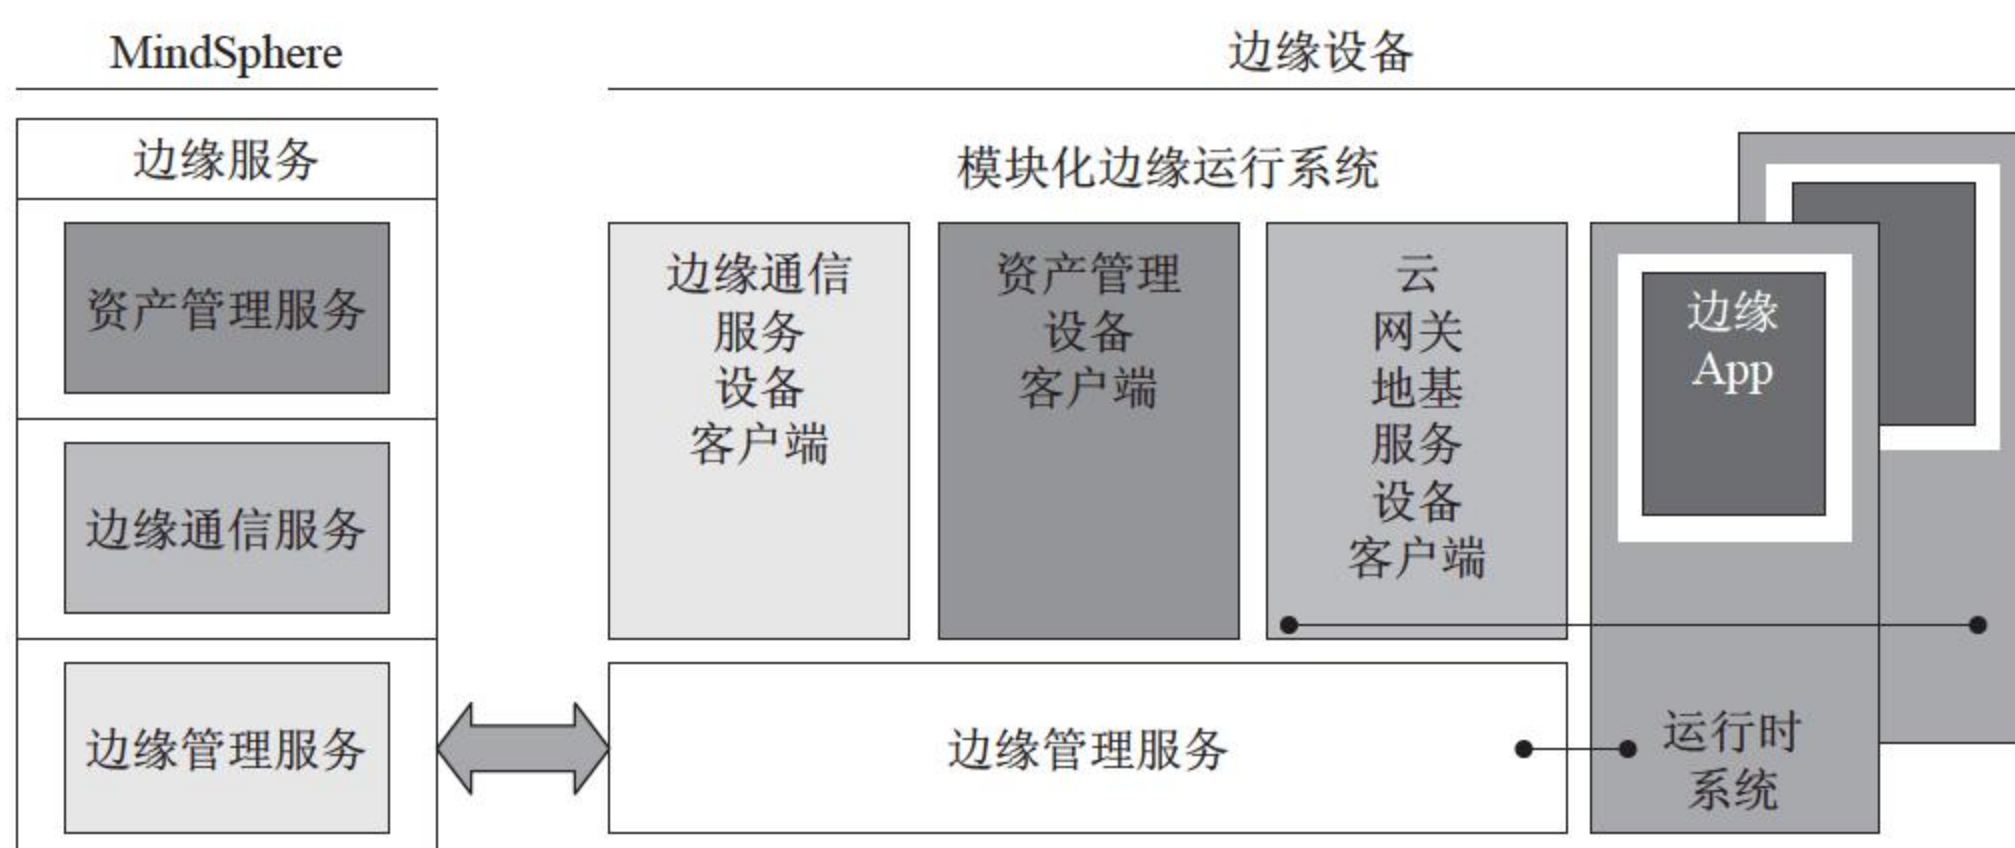 MindSphere
边缘设备
边缘服务
资产管理服务
边缘通信服务
边缘管理服务
模块化边缘运行系统
边缘通信
服务
设备
客户端
资产管理
设备
客户端
云
网关
地基
服务
设备
客户端
边缘
App
边缘管理服务
运行时
系统